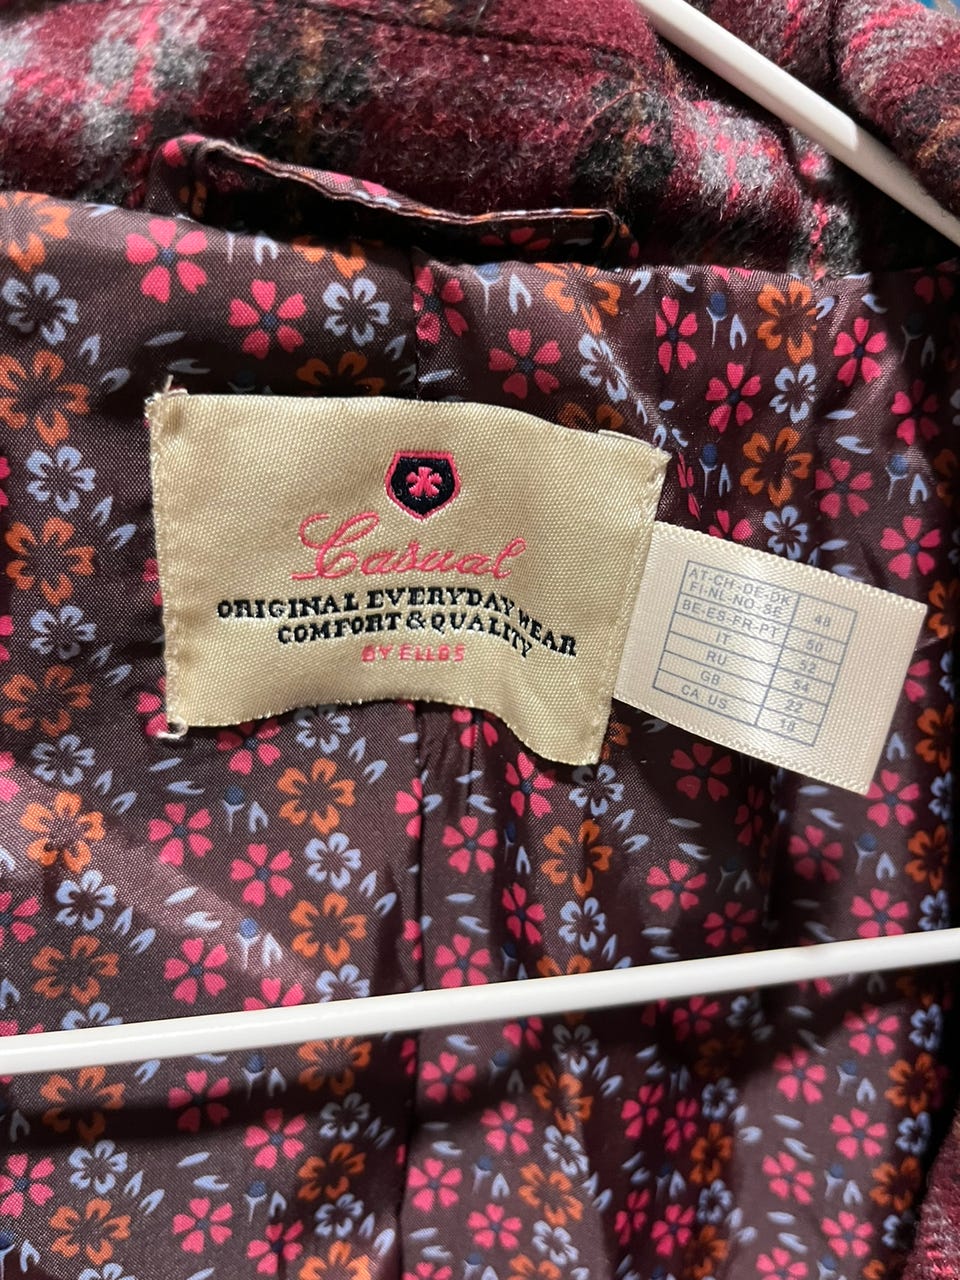 Casual
ORIGINAL EVERYDAY WEAR
COMFORT & QUALITY
BY ELLOS
AT-CH-DE-DK
FI-NL-NO-SE 48
BE-ES-FR-PT 50
IT 52
RU 54
GB 22
CA US 18